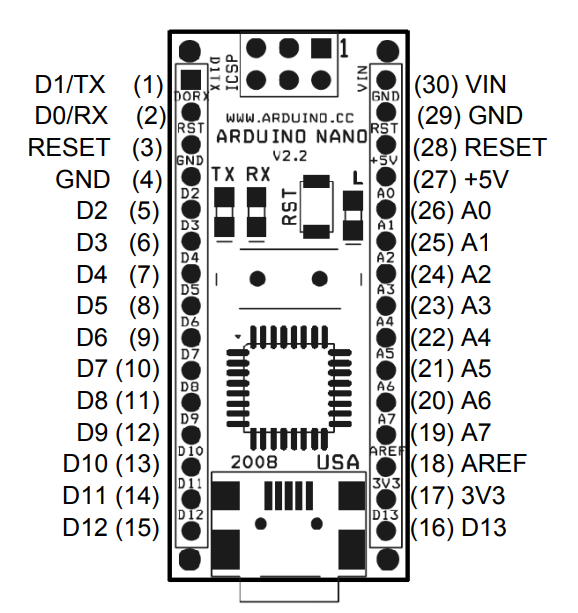 D1/TX (1)
D0/RX (2)
RESET (3)
GND (4)
D2 (5)
D3 (6)
D4 (7)
D5 (8)
D6 (9)
D7 (10)
D8 (11)
D9 (12)
D10 (13)
D11 (14)
D12 (15)
D1TX
ICSP
1
VIN
D0RX
RST
GND
D2
D3
D4
D5
D6
D7
D8
D9
D10
D11
D12
WWW.ARDUINO.CC
ARDUINO NANO
V2.2
TX RX
RST
L
2008 USA
GND
RST
+5V
A0
A1
A2
A3
A4
A5
A6
A7
AREF
3V3
D13
(30) VIN
(29) GND
(28) RESET
(27) +5V
(26) A0
(25) A1
(24) A2
(23) A3
(22) A4
(21) A5
(20) A6
(19) A7
(18) AREF
(17) 3V3
(16) D13